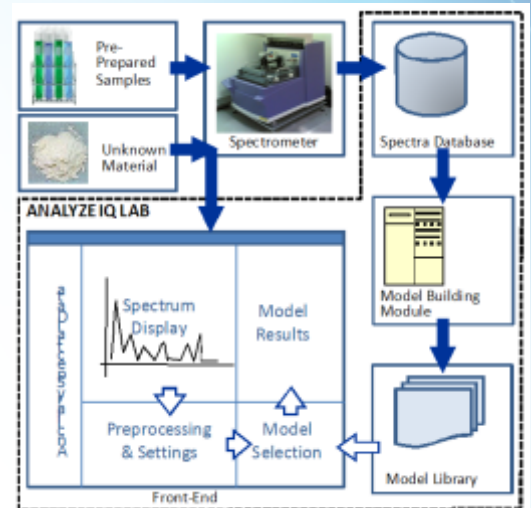 Pre-
Prepared
Samples
Spectrometer
Spectra Database
Unknown
Material
ANALYZE IQ LAB
Spectrum
Display
Model
Results
Model Building
Module
Preprocessing
& Settings
Model
Selection
Model Library
Front-End